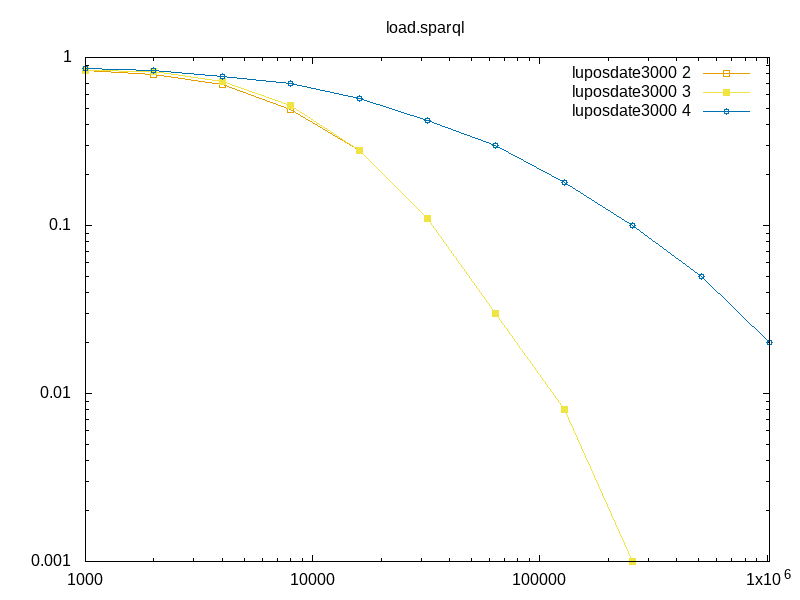 load.sparql
luposdate3000 2
luposdate3000 3
luposdate3000 4
1
0.1
0.01
0.001
1000 10000 100000 1x10 6